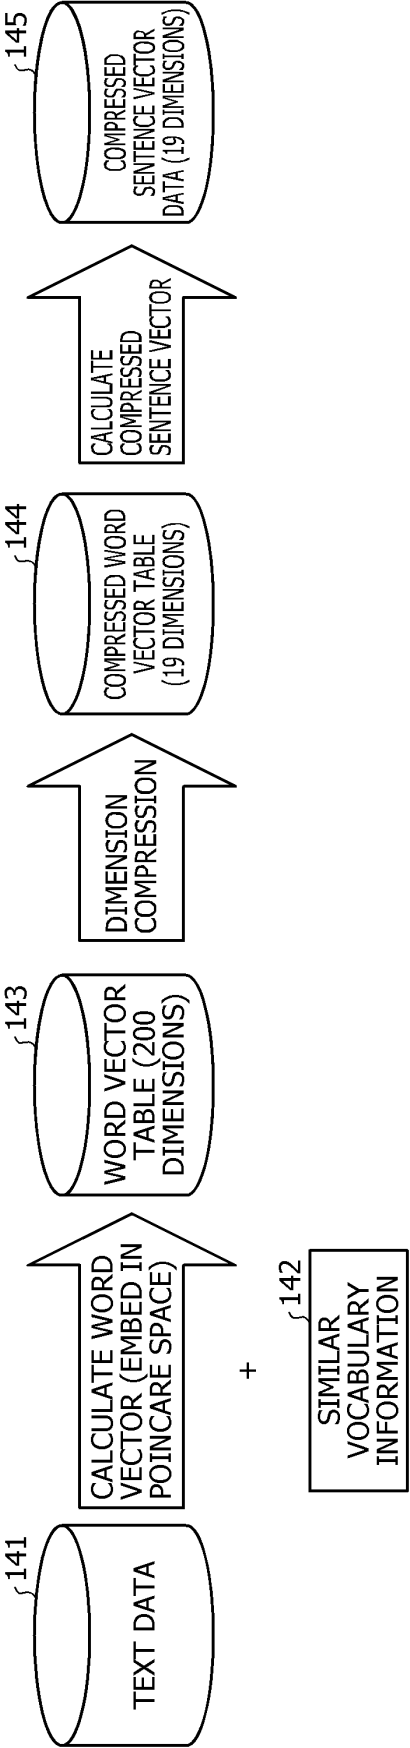 141
TEXT DATA
CALCULATE WORD
VECTOR (EMBED IN
POINCARE SPACE)
+
142
SIMILAR
VOCABULARY
INFORMATION
143
WORD VECTOR
TABLE (200
DIMENSIONS)
DIMENSION
COMPRESSION
144
COMPRESSED WORD
VECTOR TABLE
(19 DIMENSIONS)
CALCULATE
COMPRESSED
SENTENCE VECTOR
145
COMPRESSED
SENTENCE VECTOR
DATA (19 DIMENSIONS)